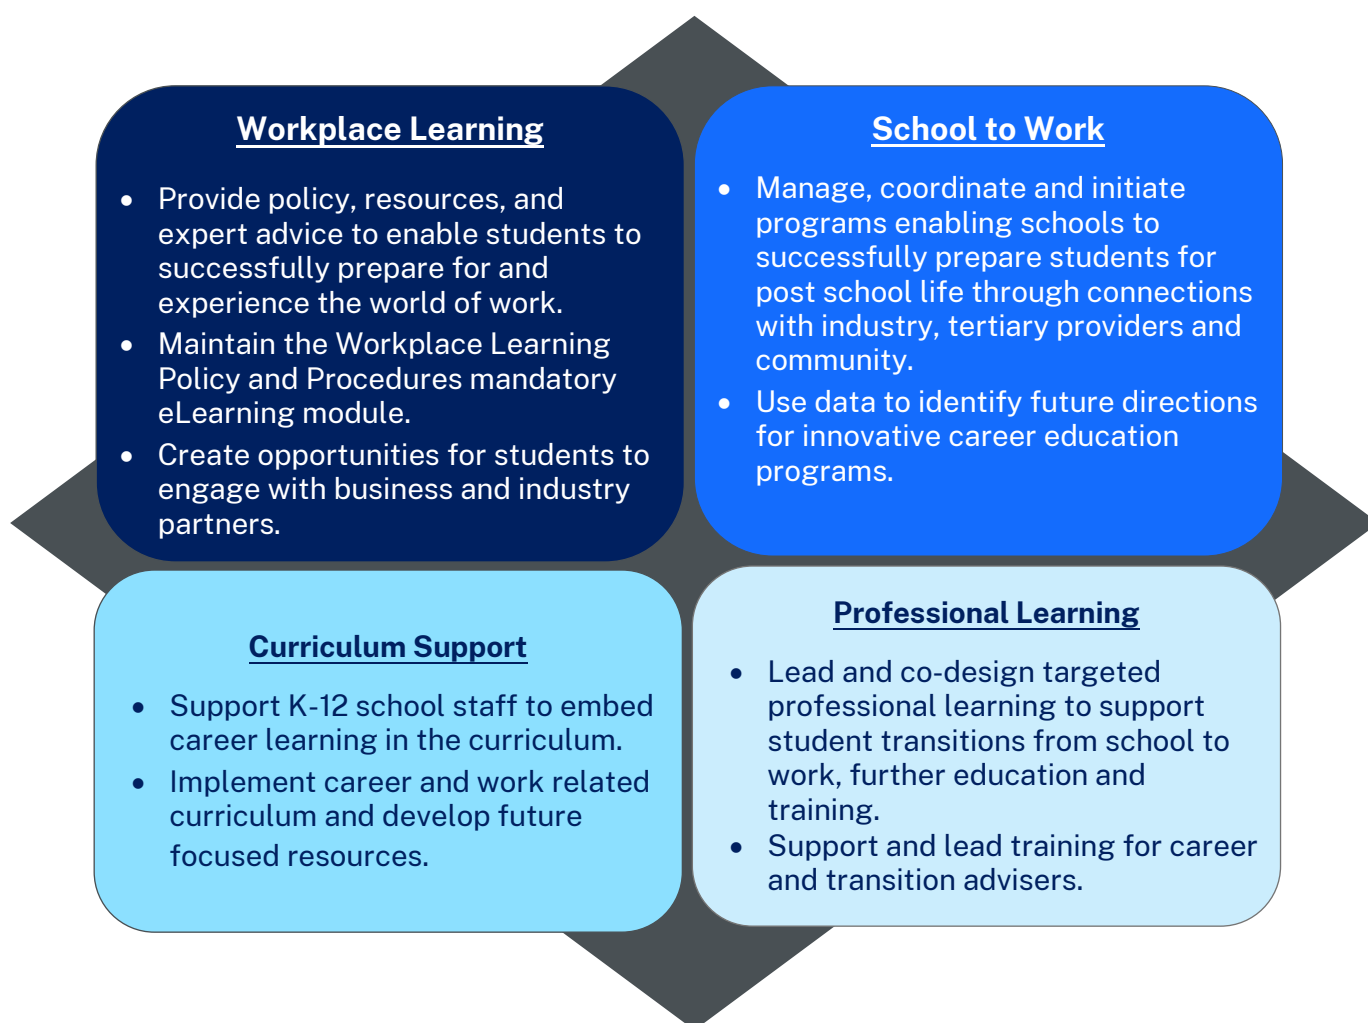 Workplace Learning
• Provide policy, resources, and
expert advice to enable students to
successfully prepare for and
experience the world of work.
• Maintain the Workplace Learning
Policy and Procedures mandatory
eLearning module.
• Create opportunities for students to
engage with business and industry
partners.
School to Work
• Manage, coordinate and initiate
programs enabling schools to
successfully prepare students for
post school life through connections
with industry, tertiary providers and
community.
• Use data to identify future directions
for innovative career education
programs.
Curriculum Support
• Support K-12 school staff to embed
career learning in the curriculum.
• Implement career and work related
curriculum and develop future
focused resources.
Professional Learning
• Lead and co-design targeted
professional learning to support
student transitions from school to
work, further education and
training.
• Support and lead training for career
and transition advisers.